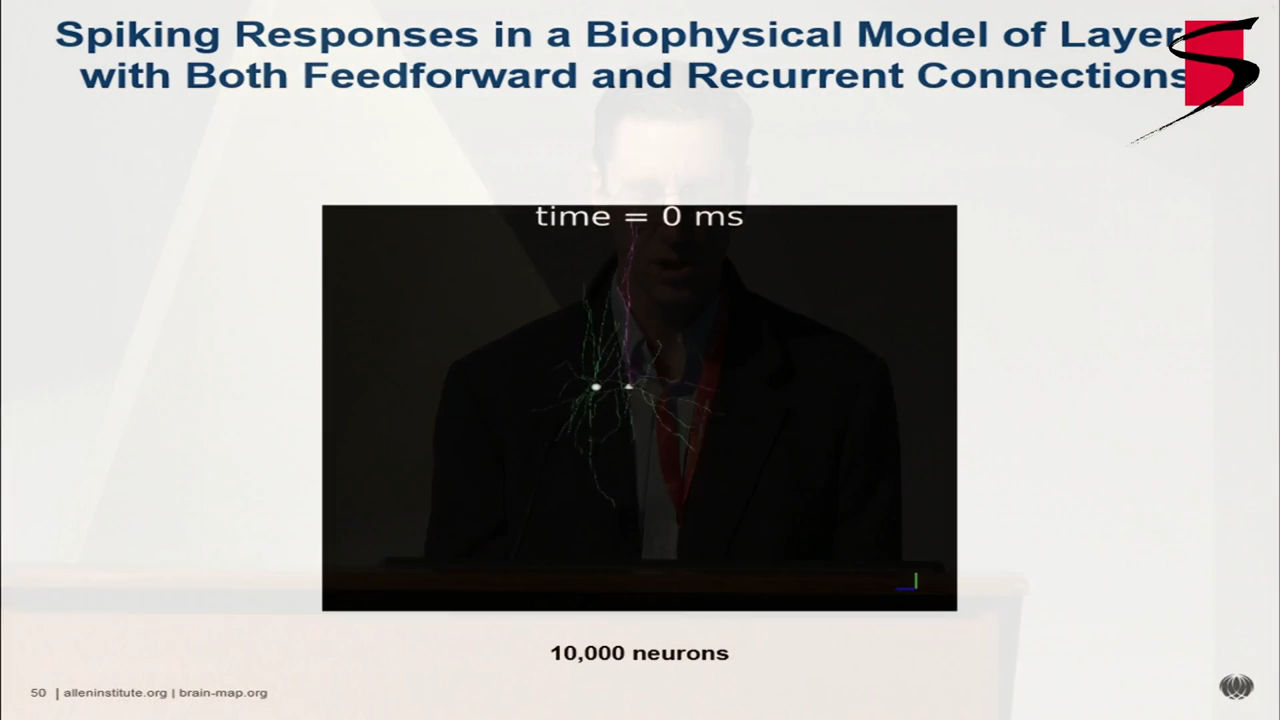 Spiking Responses in a Biophysical Model of Layer
with Both Feedforward and Recurrent Connections
time = 0 ms
10,000 neurons
50 | alleninstitute.org | brain-map.org